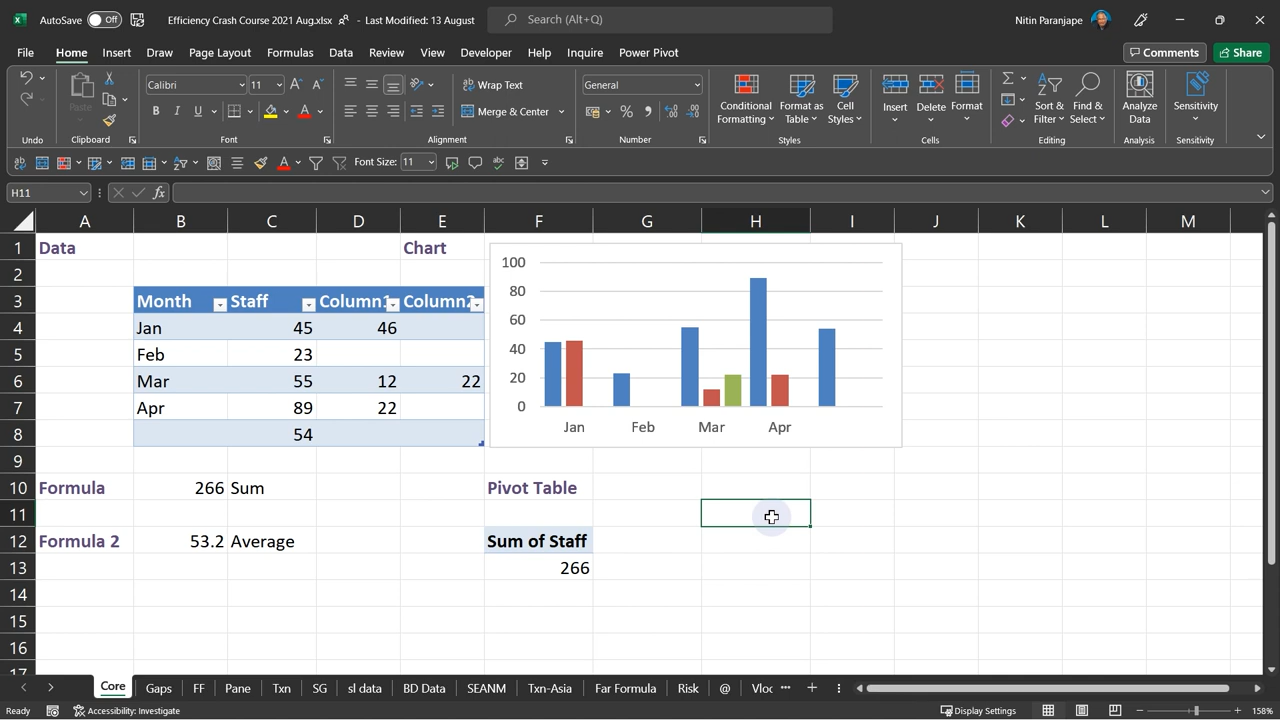 AutoSave Off Efficiency Crash Course 2021 Aug.xlsx - Last Modified: 13 August Search (Alt+Q) Nitin Paranjape
File Home Insert Draw Page Layout Formulas Data Review View Developer Help Inquire Power Pivot Comments Share
Paste
Calibri 11
B I U
Wrap Text
Merge & Center
General
Conditional Formatting
Format as Table
Cell Styles
Insert
Delete
Format
Sort & Filter
Find & Select
Analyze Data
Sensitivity
Undo Clipboard Font Alignment Number Styles Cells Editing Analysis Sensitivity
Font Size: 11
H11 fx
A B C D E F G H I J K L M
1 Data Chart
2
3 Month Staff Column1 Column2
4 Jan 45 46
5 Feb 23
6 Mar 55 12 22
7 Apr 89 22
8 54
100
80
60
40
20
0
Jan Feb Mar Apr
9
10 Formula 266 Sum Pivot Table
11
12 Formula 2 53.2 Average Sum of Staff
13 266
14
15
16
17
Core Gaps FF Pane Txn SG sl data BD Data SEANM Txn-Asia Far Formula Risk @ Vloo ...
Ready Accessibility: Investigate Display Settings 158%